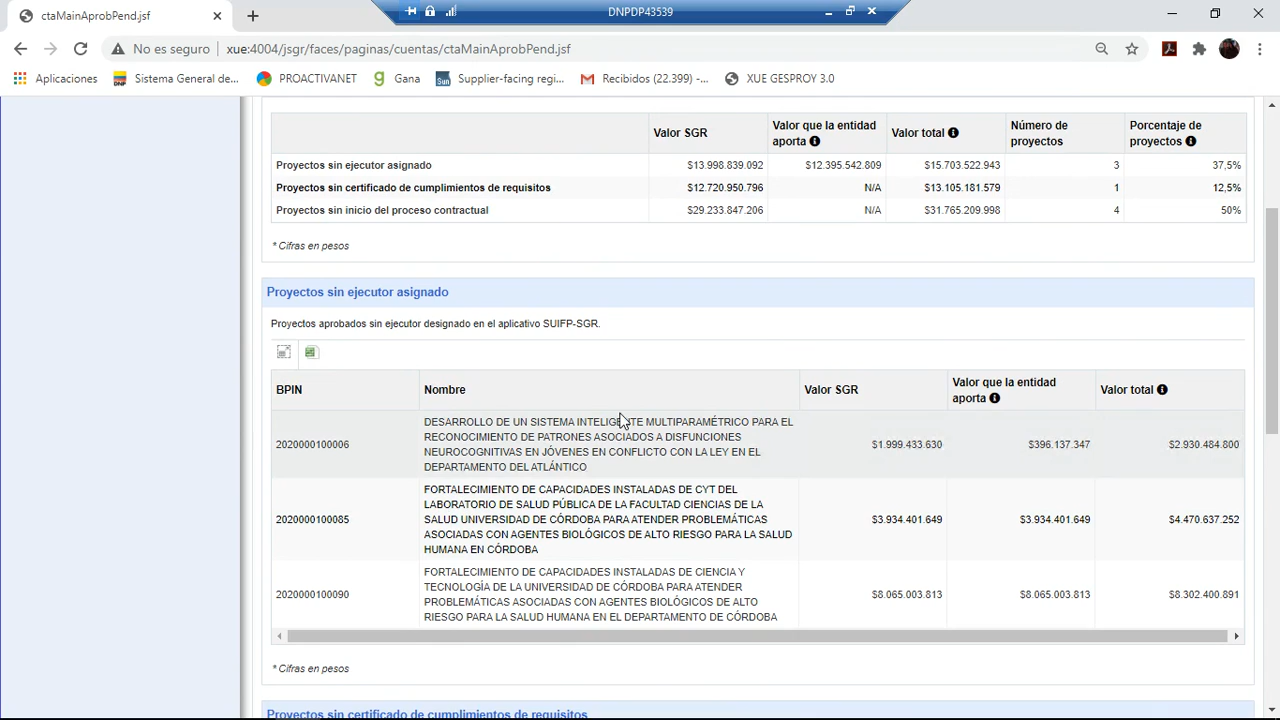 DNPDP43539
ctaMainAprobPend.jsf
No es seguro xue:4004/jsgr/faces/paginas/cuentas/ctaMainAprobPend.jsf
Aplicaciones Sistema General de... PROACTIVANET Gana Supplier-facing regi... Recibidos (22.399) -... XUE GESPROY 3.0
Valor SGR Valor que la entidad aporta Valor total Número de proyectos Porcentaje de proyectos
Proyectos sin ejecutor asignado $13.998.839.092 $12.395.542.809 $15.703.522.943 3 37,5%
Proyectos sin certificado de cumplimientos de requisitos $12.720.950.796 N/A $13.105.181.579 1 12,5%
Proyectos sin inicio del proceso contractual $29.233.847.206 N/A $31.765.209.998 4 50%
* Cifras en pesos
Proyectos sin ejecutor asignado
Proyectos aprobados sin ejecutor designado en el aplicativo SUIFP-SGR.
BPIN Nombre Valor SGR Valor que la entidad aporta Valor total
2020000100006 DESARROLLO DE UN SISTEMA INTELIGENTE MULTIPARAMÉTRICO PARA EL
RECONOCIMIENTO DE PATRONES ASOCIADOS A DISFUNCIONES
NEUROCOGNITIVAS EN JÓVENES EN CONFLICTO CON LA LEY EN EL
DEPARTAMENTO DEL ATLÁNTICO
$1.999.433.630 $396.137.347 $2.930.484.800
2020000100085 FORTALECIMIENTO DE CAPACIDADES INSTALADAS DE CYT DEL
LABORATORIO DE SALUD PÚBLICA DE LA FACULTAD CIENCIAS DE LA
SALUD UNIVERSIDAD DE CÓRDOBA PARA ATENDER PROBLEMÁTICAS
ASOCIADAS CON AGENTES BIOLÓGICOS DE ALTO RIESGO PARA LA SALUD
HUMANA EN CÓRDOBA
$3.934.401.649 $3.934.401.649 $4.470.637.252
2020000100090 FORTALECIMIENTO DE CAPACIDADES INSTALADAS DE CIENCIA Y
TECNOLOGÍA DE LA UNIVERSIDAD DE CÓRDOBA PARA ATENDER
PROBLEMÁTICAS ASOCIADAS CON AGENTES BIOLÓGICOS DE ALTO
RIESGO PARA LA SALUD HUMANA EN EL DEPARTAMENTO DE CÓRDOBA
$8.065.003.813 $8.065.003.813 $8.302.400.891
* Cifras en pesos
Proyectos sin certificado de cumplimientos de requisitos